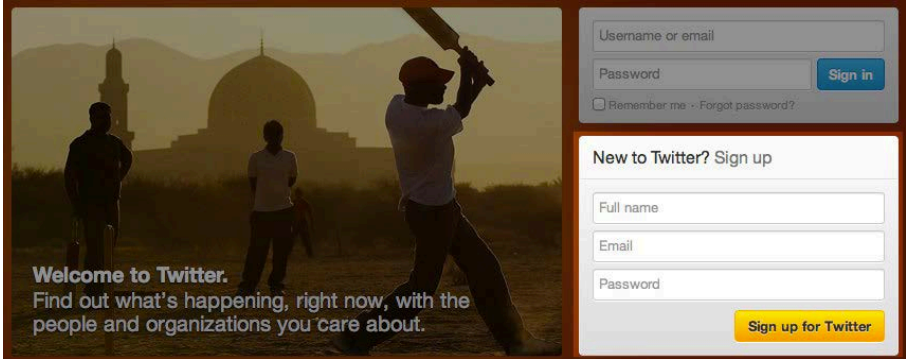 Welcome to Twitter.
Find out what's happening, right now, with the
people and organizations you care about.
Username or email
Password
Sign in
Remember me · Forgot password?
New to Twitter? Sign up
Full name
Email
Password
Sign up for Twitter